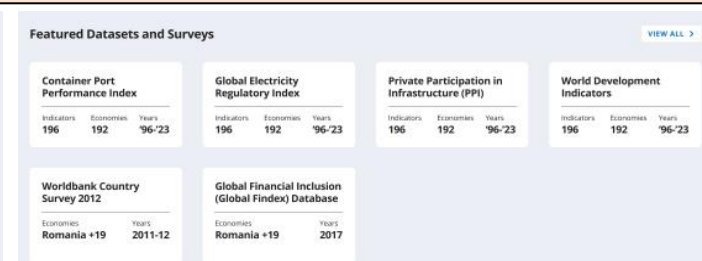 Featured Datasets and Surveys
VIEW ALL >
Container Port
Performance Index
Indicators Economies Years
196 192 '96-'23
Global Electricity
Regulatory Index
Indicators Economies Years
196 192 '96-'23
Private Participation in
Infrastructure (PPI)
Indicators Economies Years
196 192 '96-'23
World Development
Indicators
Indicators Economies Years
196 192 '96-'23
Worldbank Country
Survey 2012
Economies Years
Romania +19 2011-12
Global Financial Inclusion
(Global Findex) Database
Economies Years
Romania +19 2017